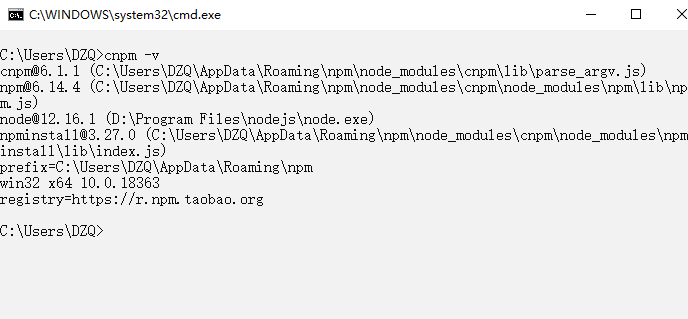 C:\WINDOWS\system32\cmd.exe
C:\Users\DZQ>cnpm -v
cnpm@6.1.1 (C:\Users\DZQ\AppData\Roaming\npm\node_modules\cnpm\lib\parse_argv.js)
npm@6.14.4 (C:\Users\DZQ\AppData\Roaming\npm\node_modules\cnpm\node_modules\npm\lib\np
m.js)
node@12.16.1 (D:\Program Files\nodejs\node.exe)
npminstall@3.27.0 (C:\Users\DZQ\AppData\Roaming\npm\node_modules\cnpm\node_modules\npm
install\lib\index.js)
prefix=C:\Users\DZQ\AppData\Roaming\npm
win32 x64 10.0.18363
registry=https://r.npm.taobao.org
C:\Users\DZQ>